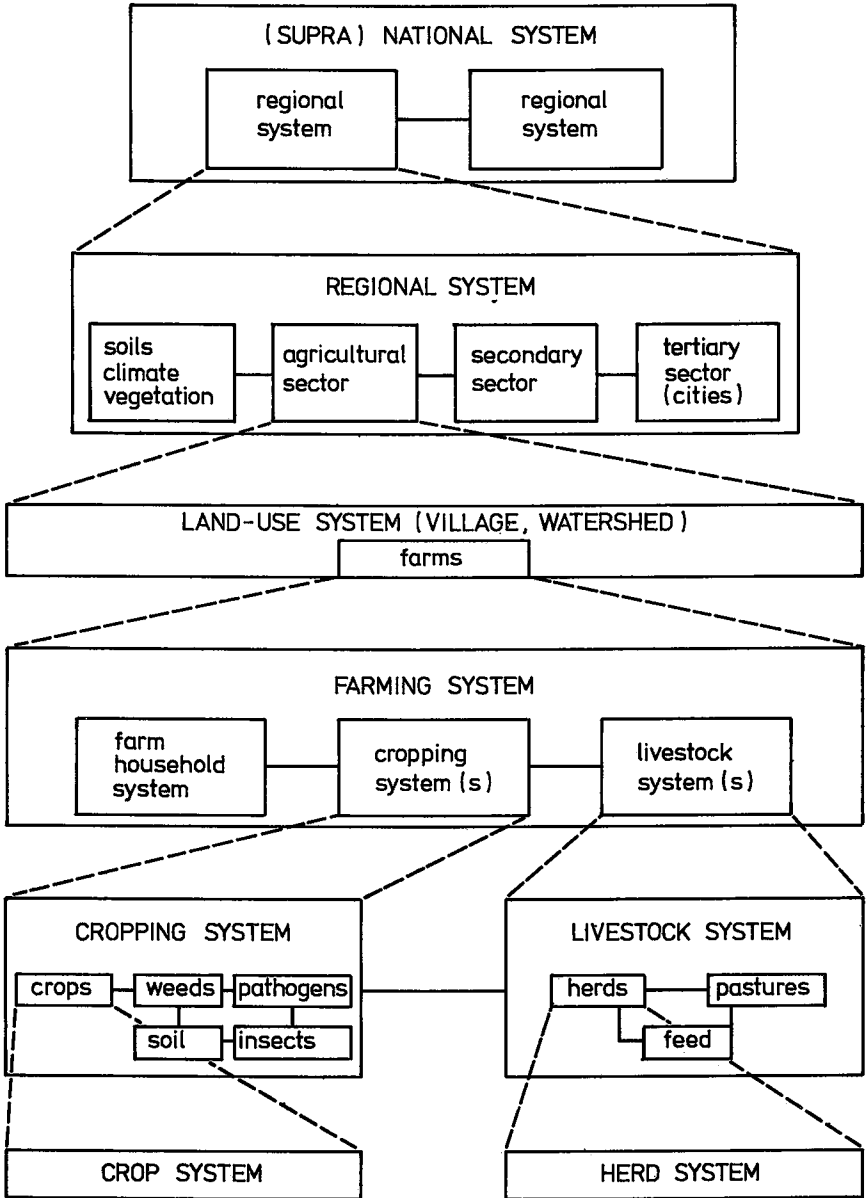 (SUPRA) NATIONAL SYSTEM
regional
system
regional
system
REGIONAL SYSTEM
soils
climate
vegetation
agricultural
sector
secondary
sector
tertiary
sector
(cities)
LAND-USE SYSTEM (VILLAGE, WATERSHED)
farms
FARMING SYSTEM
farm
household
system
cropping
system (s)
livestock
system (s)
CROPPING SYSTEM
crops
weeds
pathogens
soil
insects
LIVESTOCK SYSTEM
herds
pastures
feed
CROP SYSTEM
HERD SYSTEM